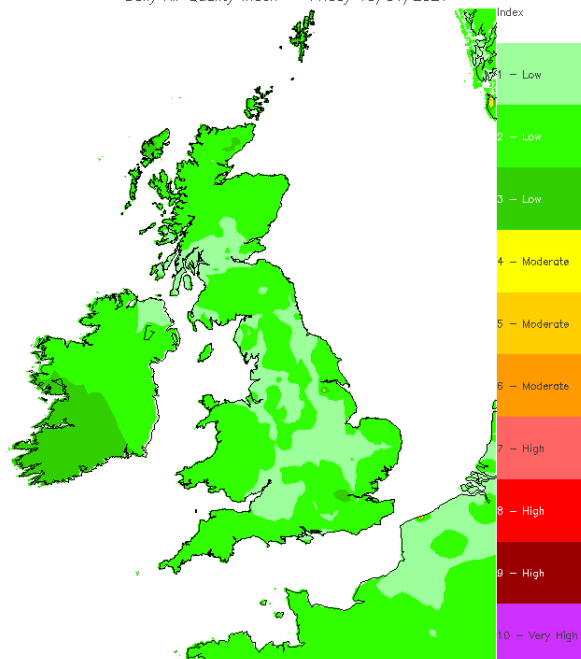 Index
1 – Low
2 – Low
3 – Low
4 – Moderate
5 – Moderate
6 – Moderate
7 – High
8 – High
9 – High
10 – Very High